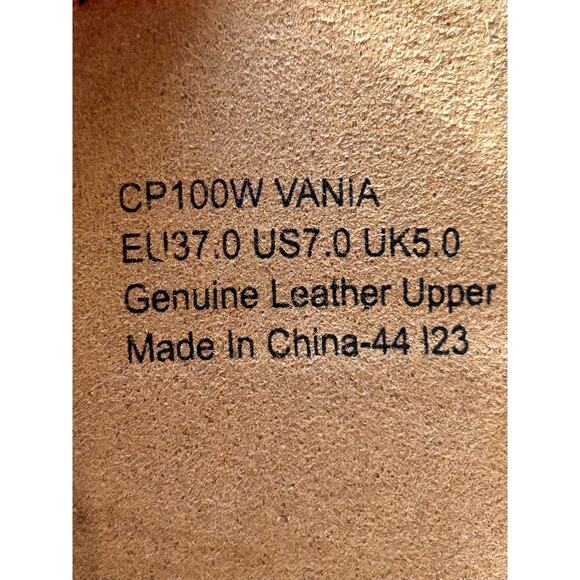 CP100W VANIA
EU37.0 US7.0 UK5.0
Genuine Leather Upper
Made In China-44 I23